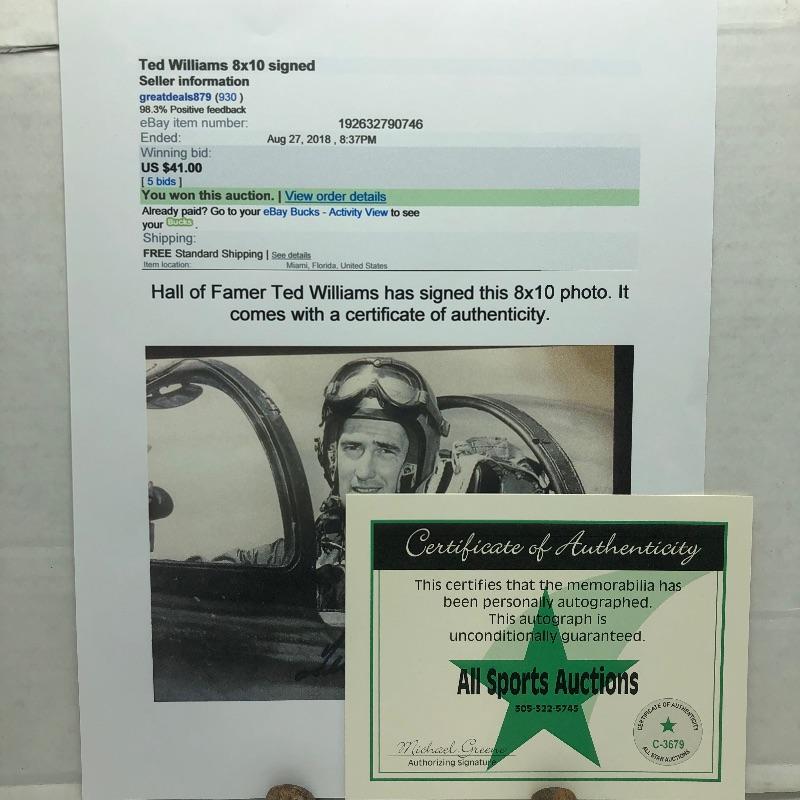 Ted Williams 8x10 signed
Seller information
greatdeals879 (930 )
98.3% Positive feedback
eBay item number: 192632790746
Ended: Aug 27, 2018 , 8:37PM
Winning bid:
US $41.00
[ 5 bids ]
You won this auction. | View order details
Already paid? Go to your eBay Bucks - Activity View to see
your Bucks .
Shipping:
FREE Standard Shipping | See details
Item location: Miami, Florida, United States
Hall of Famer Ted Williams has signed this 8x10 photo. It
comes with a certificate of authenticity.
Certificate of Authenticity
This certifies that the memorabilia has
been personally autographed.
This autograph is
unconditionally guaranteed.
All Sports Auctions
305-322-5745
Michael Greene
Authorizing Signature
CERTIFICATE OF AUTHENTICITY
C-3679
ALL STAR AUCTIONS